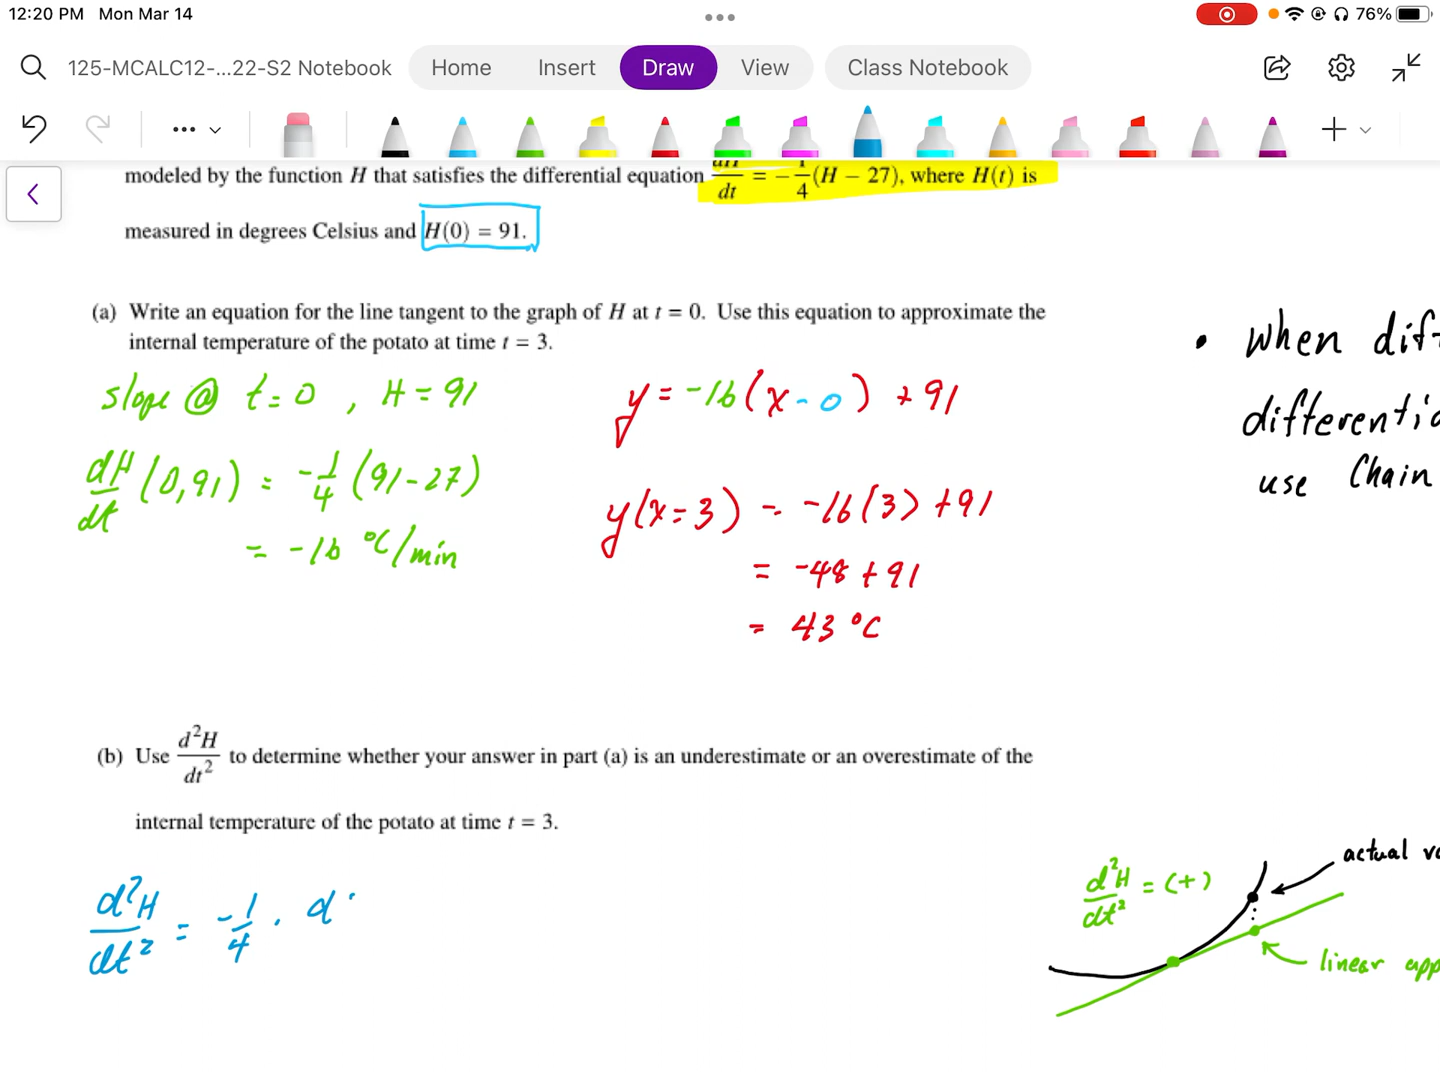 12:20 PM Mon Mar 14
76%
125-MCALC12-...22-S2 Notebook Home Insert Draw View Class Notebook
modeled by the function H that satisfies the differential equation dH/dt = -1/4(H – 27), where H(t) is
measured in degrees Celsius and H(0) = 91.
(a) Write an equation for the line tangent to the graph of H at t = 0. Use this equation to approximate the
internal temperature of the potato at time t = 3.
slope @ t=0, H=91
dH/dt (0,91) = -1/4 (91-27)
= -16 °C/min
y = -16(x-0) + 91
y(x=3) = -16(3) +91
= -48 +91
= 43 °C
• when
use Chain
(b) Use d²H/dt² to determine whether your answer in part (a) is an underestimate or an overestimate of the
internal temperature of the potato at time t = 3.
d²H/dt² = -1/4 · d
d²H/dt² = (+)
actual
linear